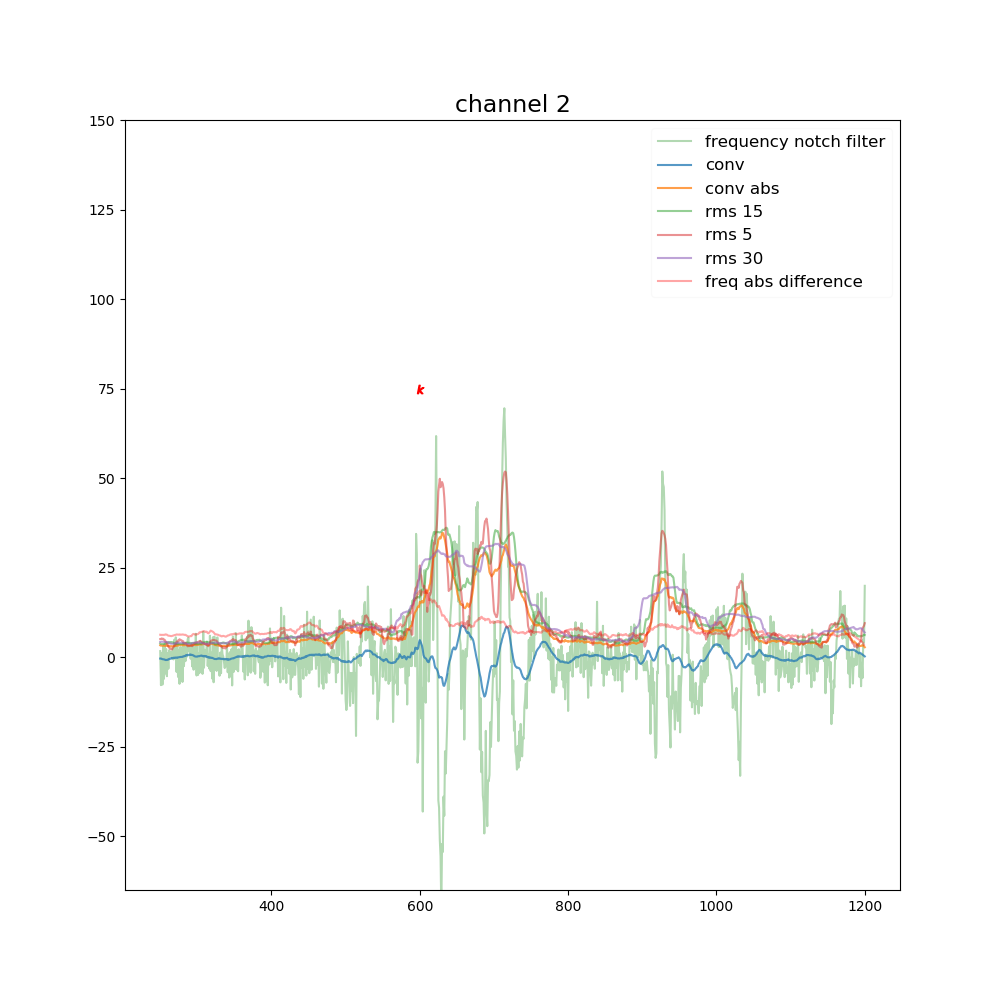 channel 2
150
125
100
75
50
25
0
−25
−50
400
600
800
1000
1200
frequency notch filter
conv
conv abs
rms 15
rms 5
rms 30
freq abs difference
k